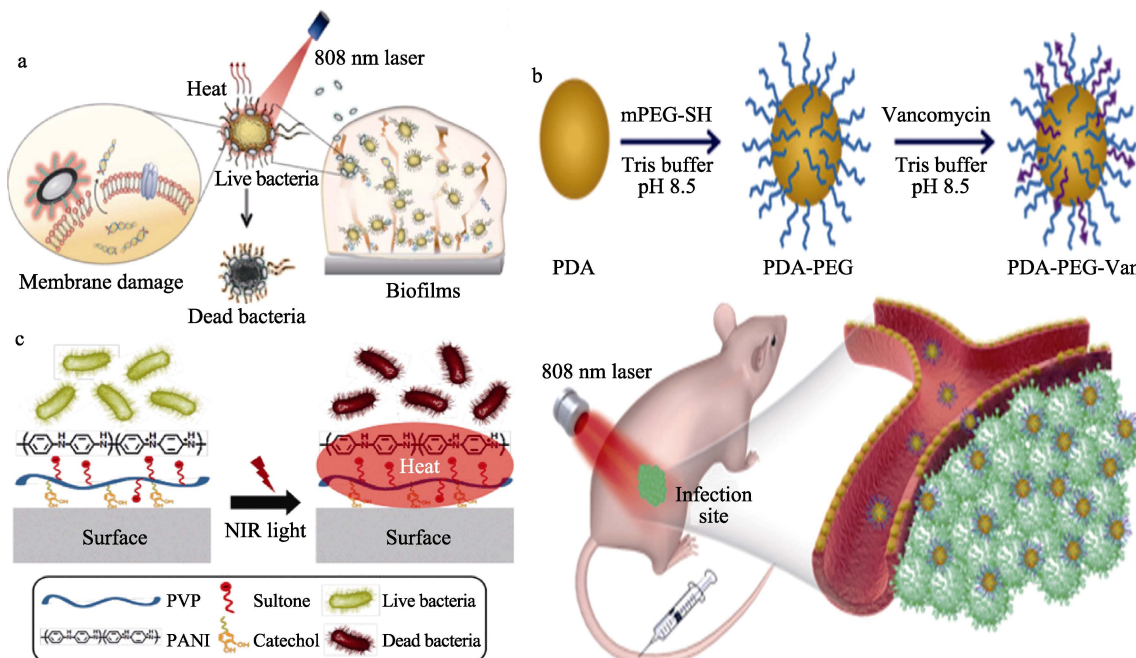 a
808 nm laser
Heat
Live bacteria
Membrane damage
Dead bacteria
Biofilms
b
mPEG-SH
Tris buffer
pH 8.5
Vancomycin
Tris buffer
pH 8.5
PDA
PDA-PEG
PDA-PEG-Van
808 nm laser
Infection
site
c
Heat
NIR light
Surface
Surface
PVP
Sultone
Live bacteria
PANI
Catechol
Dead bacteria